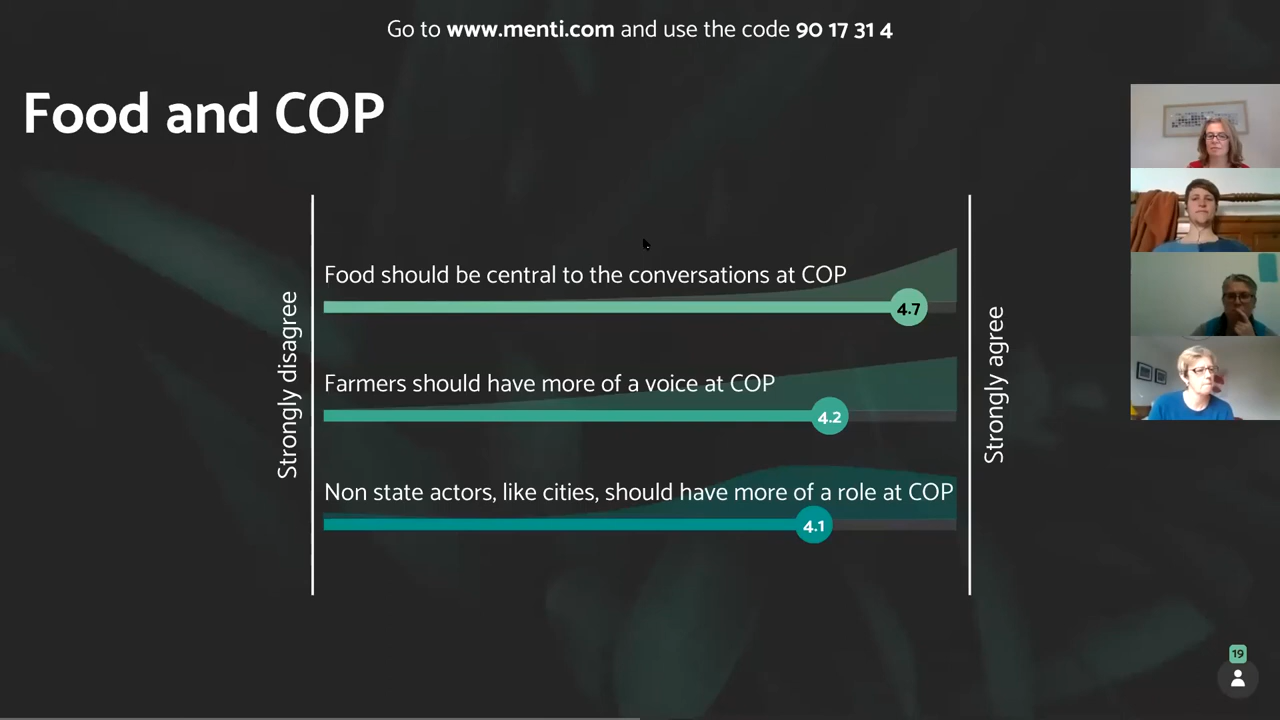 Go to www.menti.com and use the code 90 17 31 4
Food and COP
Strongly disagree
Food should be central to the conversations at COP
4.7
Farmers should have more of a voice at COP
4.2
Non state actors, like cities, should have more of a role at COP
4.1
Strongly agree
19